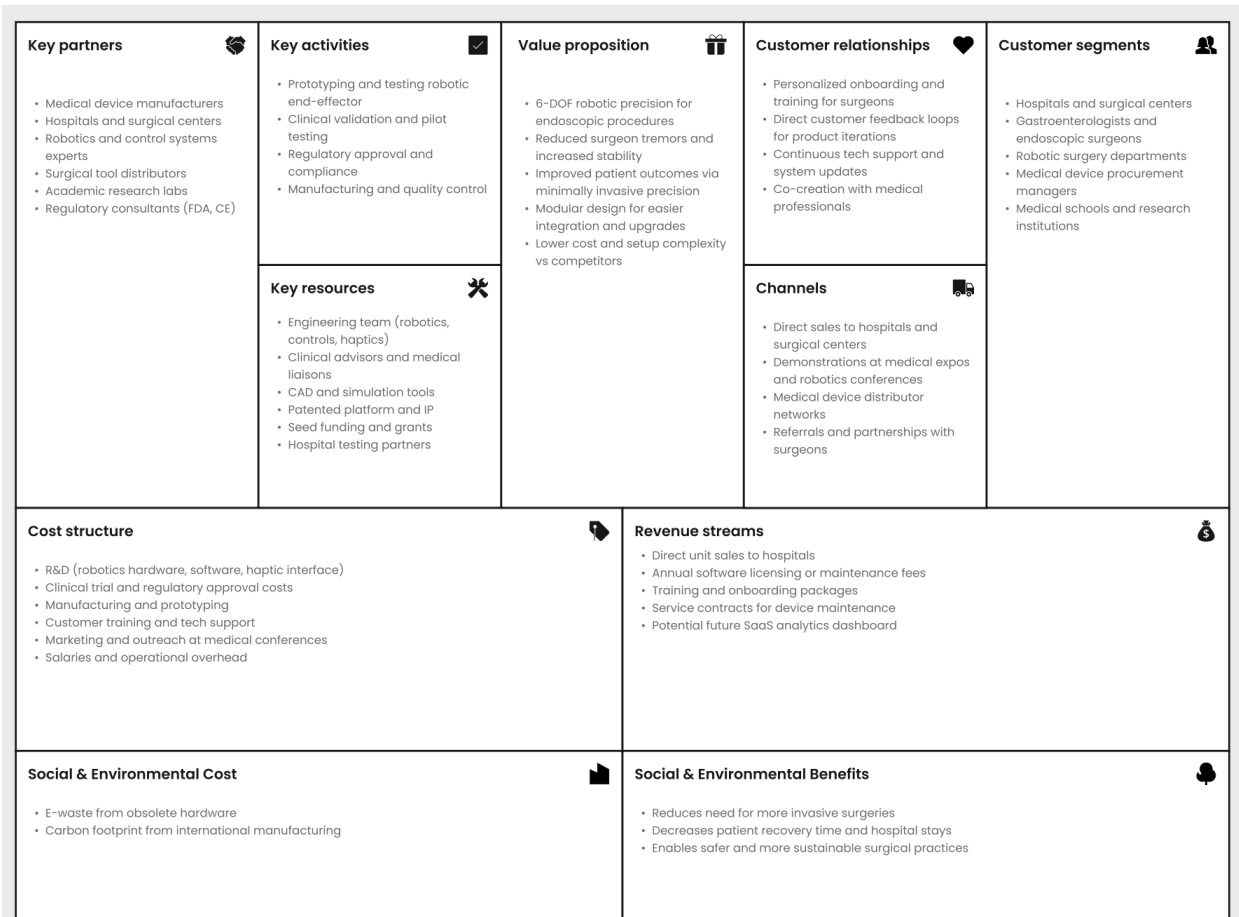 Key partners
• Medical device manufacturers
• Hospitals and surgical centers
• Robotics and control systems
experts
• Surgical tool distributors
• Academic research labs
• Regulatory consultants (FDA, CE)
Key activities
• Prototyping and testing robotic
end-effector
• Clinical validation and pilot
testing
• Regulatory approval and
compliance
• Manufacturing and quality control
Key resources
• Engineering team (robotics,
controls, haptics)
• Clinical advisors and medical
liaisons
• CAD and simulation tools
• Patented platform and IP
• Seed funding and grants
• Hospital testing partners
Value proposition
• 6-DOF robotic precision for
endoscopic procedures
• Reduced surgeon tremors and
increased stability
• Improved patient outcomes via
minimally invasive precision
• Modular design for easier
integration and upgrades
• Lower cost and setup complexity
vs competitors
Customer relationships
• Personalized onboarding and
training for surgeons
• Direct customer feedback loops
for product iterations
• Continuous tech support and
system updates
• Co-creation with medical
professionals
Channels
• Direct sales to hospitals and
surgical centers
• Demonstrations at medical expos
and robotics conferences
• Medical device distributor
networks
• Referrals and partnerships with
surgeons
Customer segments
• Hospitals and surgical centers
• Gastroenterologists and
endoscopic surgeons
• Robotic surgery departments
• Medical device procurement
managers
• Medical schools and research
institutions
Cost structure
• R&D (robotics hardware, software, haptic interface)
• Clinical trial and regulatory approval costs
• Manufacturing and prototyping
• Customer training and tech support
• Marketing and outreach at medical conferences
• Salaries and operational overhead
Revenue streams
$
• Direct unit sales to hospitals
• Annual software licensing or maintenance fees
• Training and onboarding packages
• Service contracts for device maintenance
• Potential future SaaS analytics dashboard
Social & Environmental Cost
• E-waste from obsolete hardware
• Carbon footprint from international manufacturing
Social & Environmental Benefits
• Reduces need for more invasive surgeries
• Decreases patient recovery time and hospital stays
• Enables safer and more sustainable surgical practices